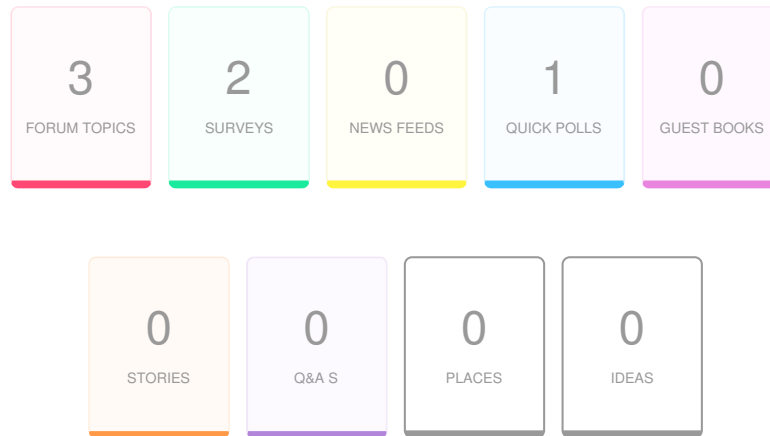 3 2 0 1 0
FORUM TOPICS SURVEYS NEWS FEEDS QUICK POLLS GUEST BOOKS
0 0 0 0
STORIES Q&A S PLACES IDEAS